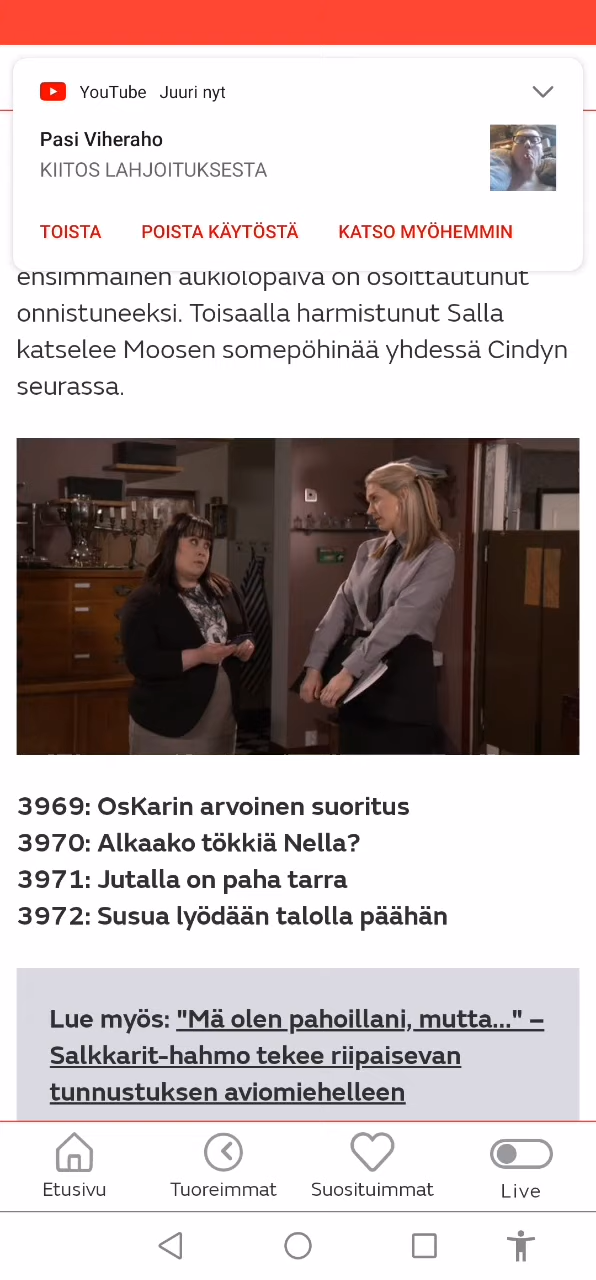 YouTube Juuri nyt
Pasi Viheraho
KIITOS LAHJOITUKSESTA
TOISTA POISTA KÄYTÖSTÄ KATSO MYÖHEMMIN
ensimmäinen aukiolopäivä on osoittautunut
onnistuneeksi. Toisaalla harmistunut Salla
katselee Moosen somepöhinää yhdessä Cindyn
seurassa.
3969: OsKarin arvoinen suoritus
3970: Alkaako tökkiä Nella?
3971: Jutalla on paha tarra
3972: Susua lyödään talolla päähän
Lue myös: "Mä olen pahoillani, mutta..." –
Salkkarit-hahmo tekee riipaisevan
tunnustuksen aviomiehelleen
Etusivu Tuoreimmat Suosituimmat Live